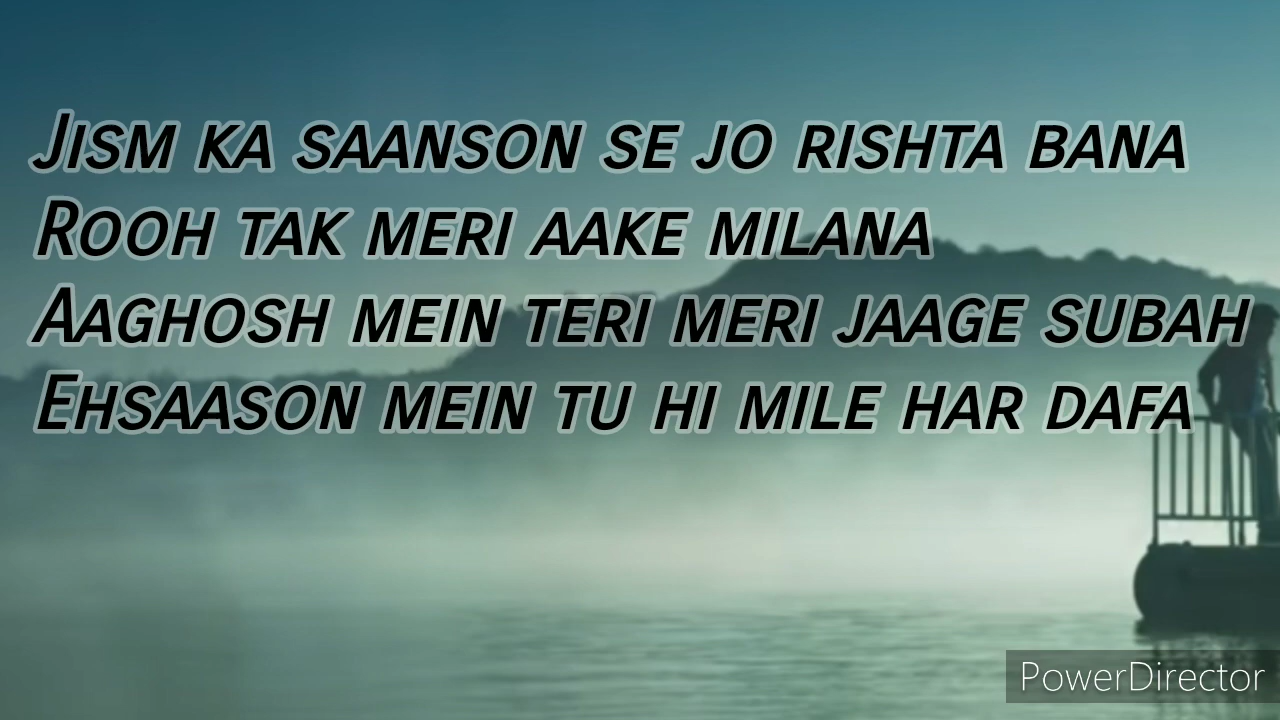 Jism ka saanson se jo rishta bana
Rooh tak meri aake milana
Aaghosh mein teri meri jaage subah
Ehsaason mein tu hi mile har dafa
PowerDirector